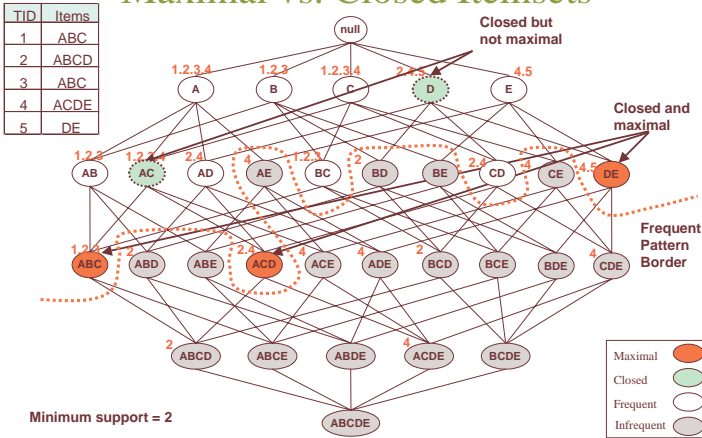 Maximal vs. Closed Itemsets
TID Items
1 ABC
2 ABCD
3 ABC
4 ACDE
5 DE
Closed but
not maximal
null
1.2.3.4 1.2.3 1.2.3.4 2.4.5 4.5
A B C D E
Closed and
maximal
1.2.3 1.2.3.4 2.4 4 1.2.3 2 2.4 4 4.5
AB AC AD AE BC BD BE CD CE DE
Frequent
Pattern
Border
1.2.3 2 2.4 4 4 2 4
ABC ABD ABE ACD ACE ADE BCD BCE BDE CDE
2 4
ABCD ABCE ABDE ACDE BCDE
Maximal
Closed
Frequent
Infrequent
Minimum support = 2
ABCDE